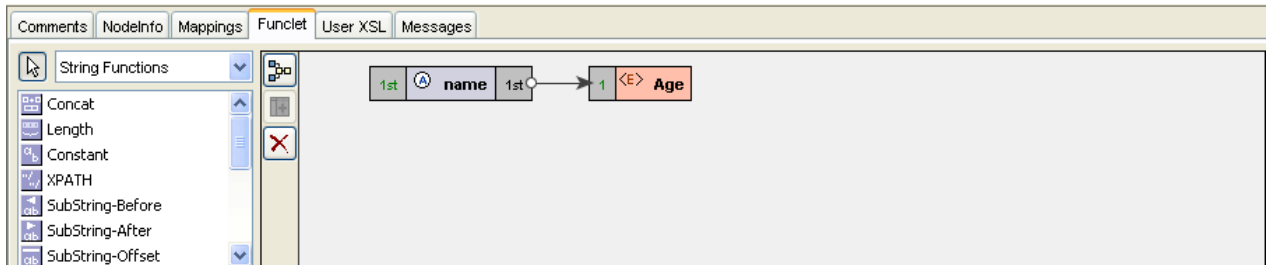 Comments NodeInfo Mappings Funclet User XSL Messages
String Functions
1st A name 1st 1 <E> Age
Concat
Length
Constant
XPATH
SubString-Before
SubString-After
SubString-Offset